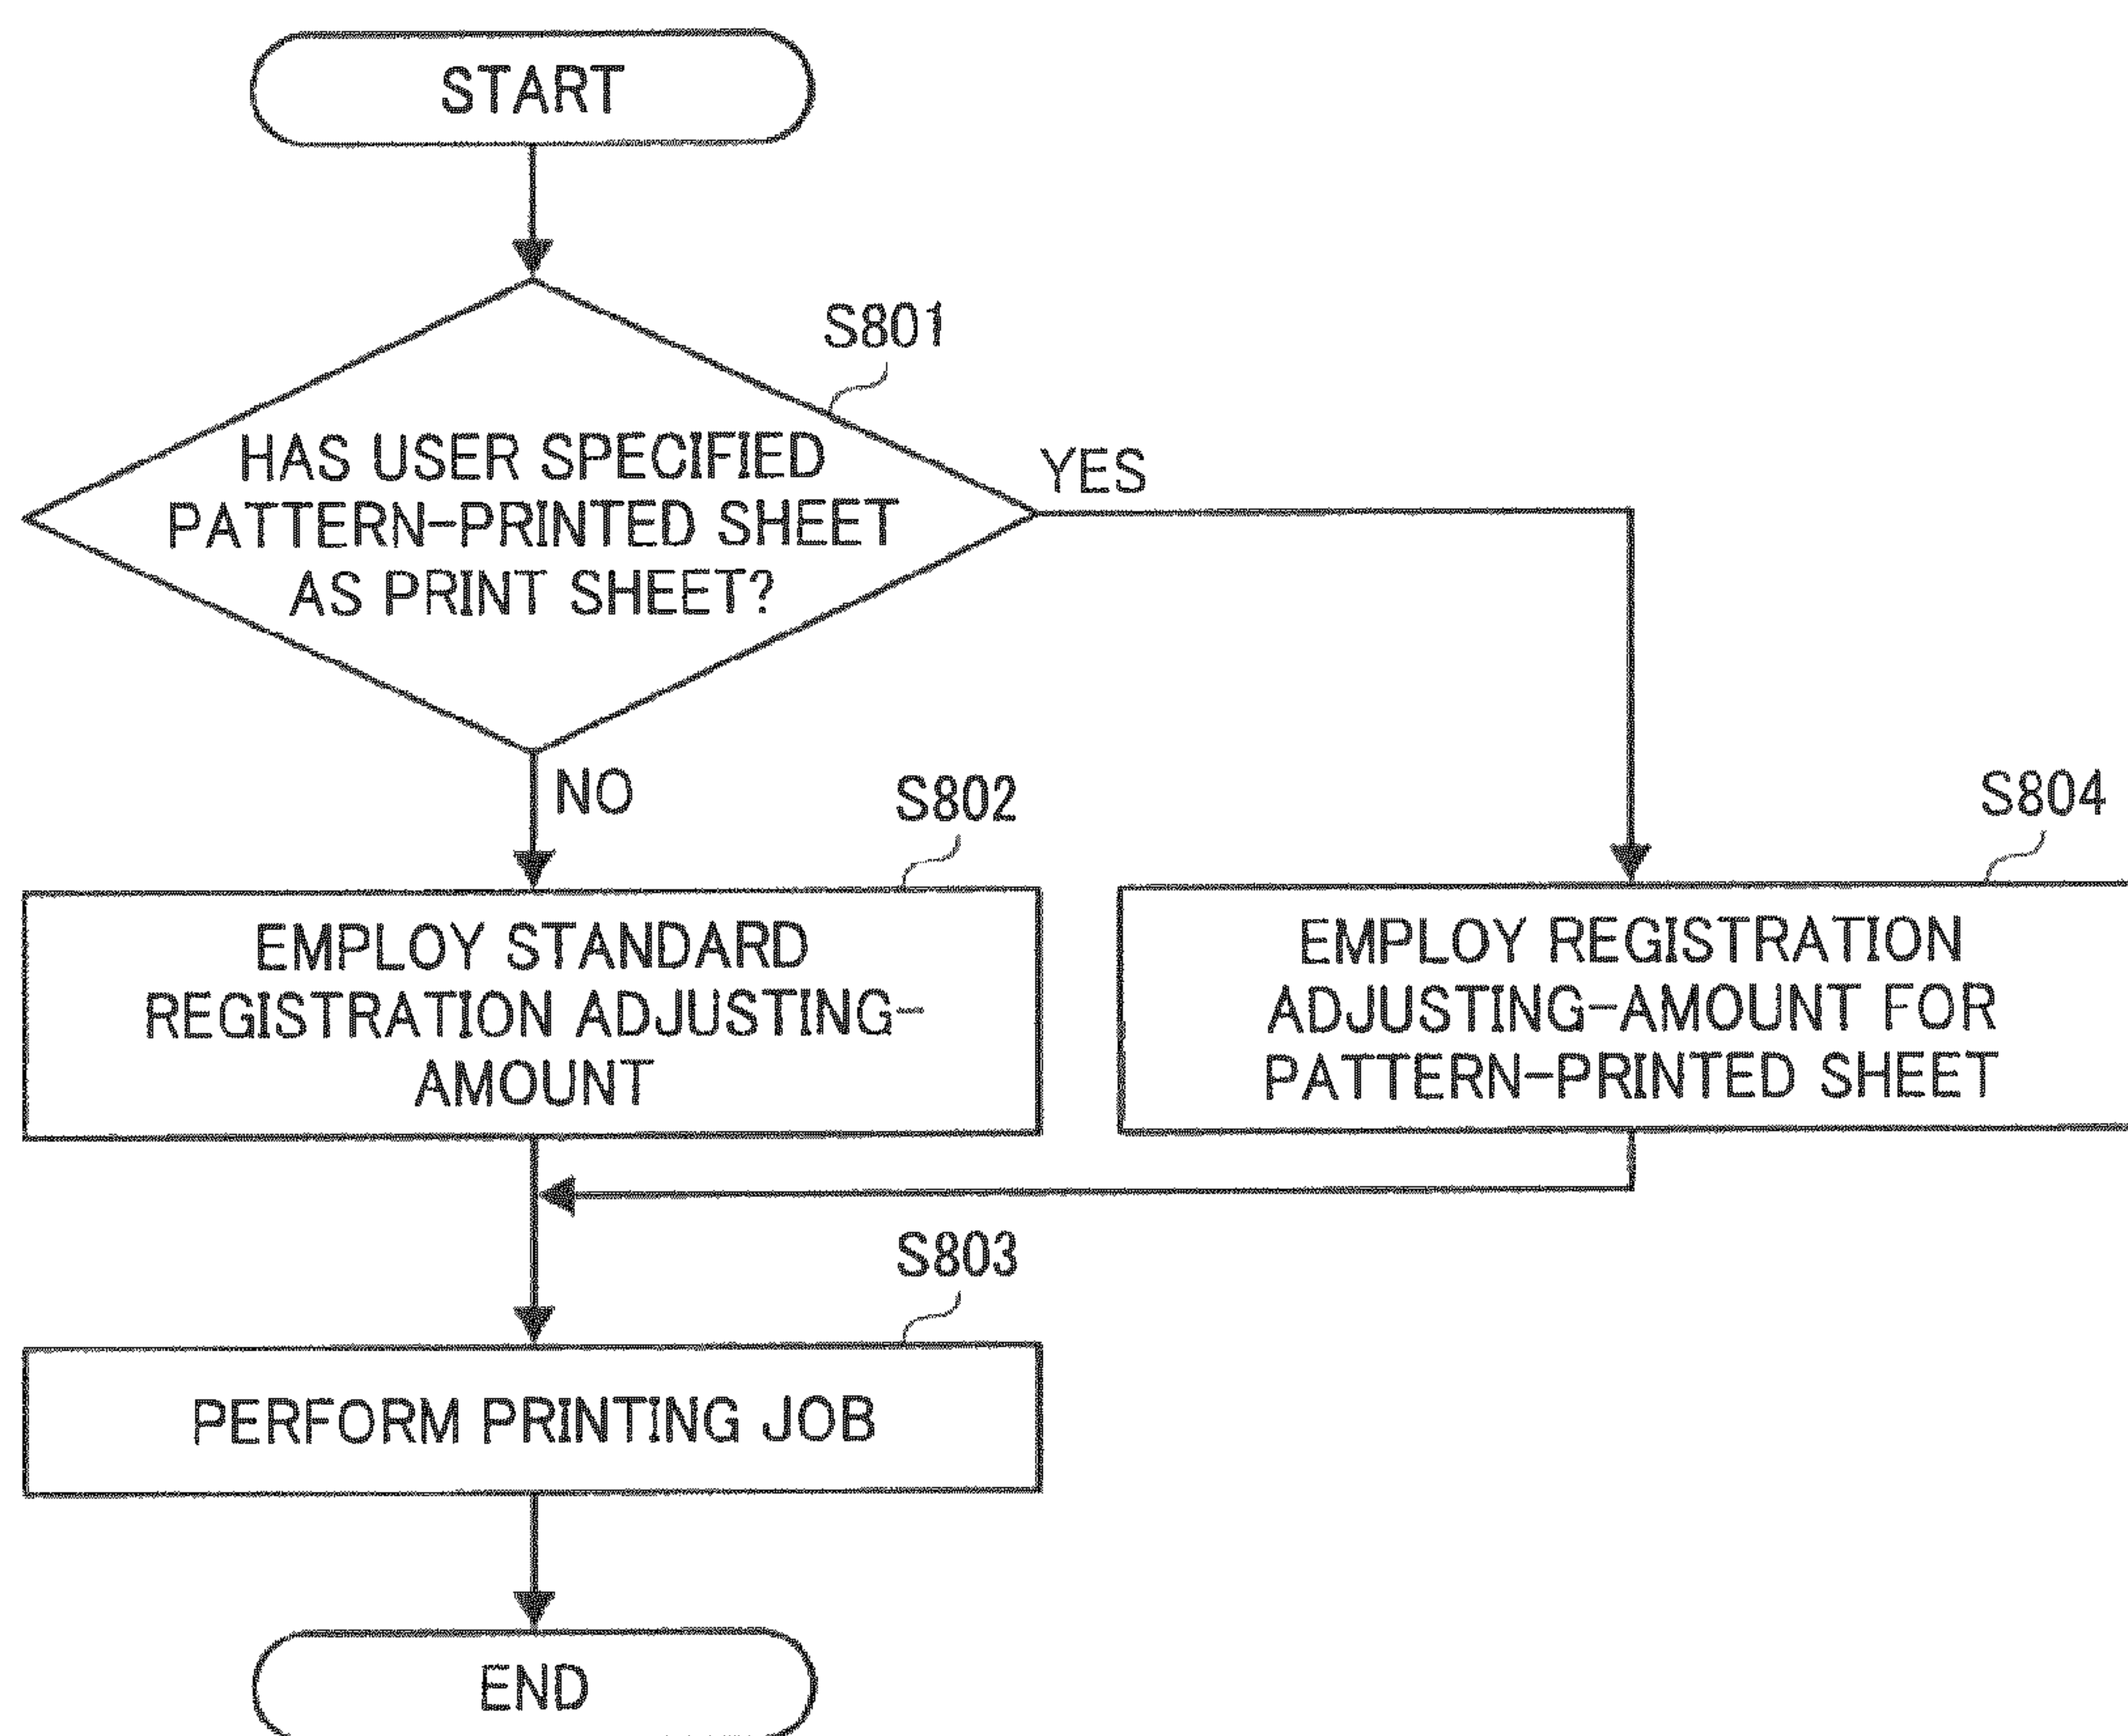 START
S801
HAS USER SPECIFIED
PATTERN-PRINTED SHEET
AS PRINT SHEET?
YES
NO
S802
EMPLOY STANDARD
REGISTRATION ADJUSTING-
AMOUNT
S804
EMPLOY REGISTRATION
ADJUSTING-AMOUNT FOR
PATTERN-PRINTED SHEET
S803
PERFORM PRINTING JOB
END